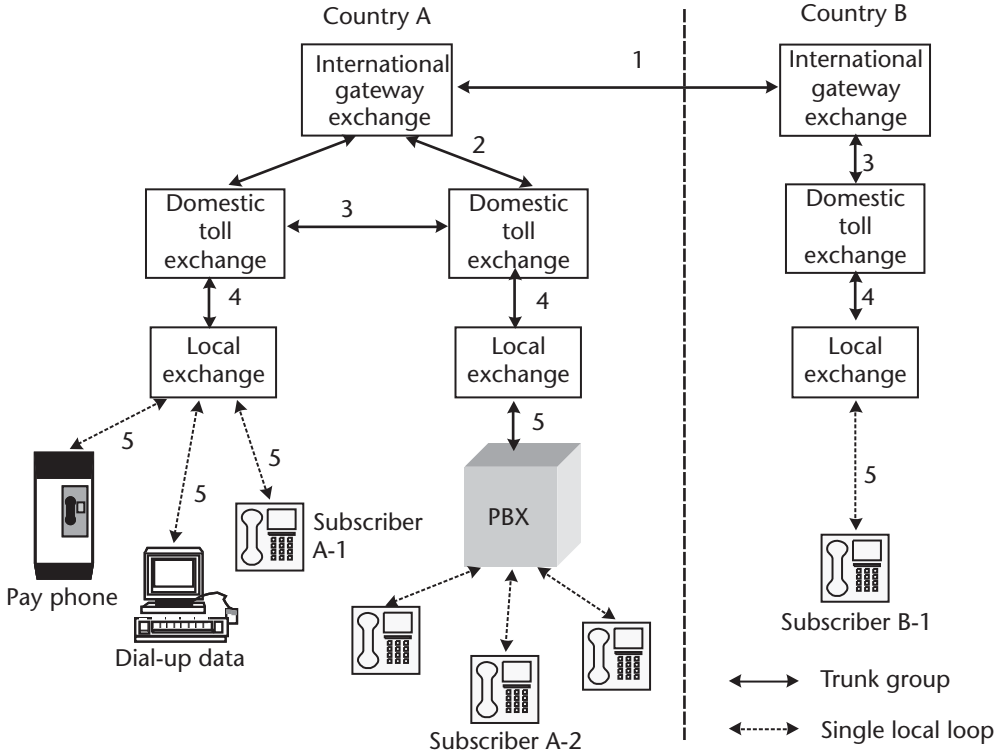 Country A
Country B
International
gateway
exchange
1
International
gateway
exchange
2
3
Domestic
toll
exchange
3
Domestic
toll
exchange
Domestic
toll
exchange
4
4
4
Local
exchange
Local
exchange
Local
exchange
5
5
5
5
5
PBX
Subscriber
A-1
Pay phone
Dial-up data
Subscriber A-2
Subscriber B-1
Trunk group
Single local loop